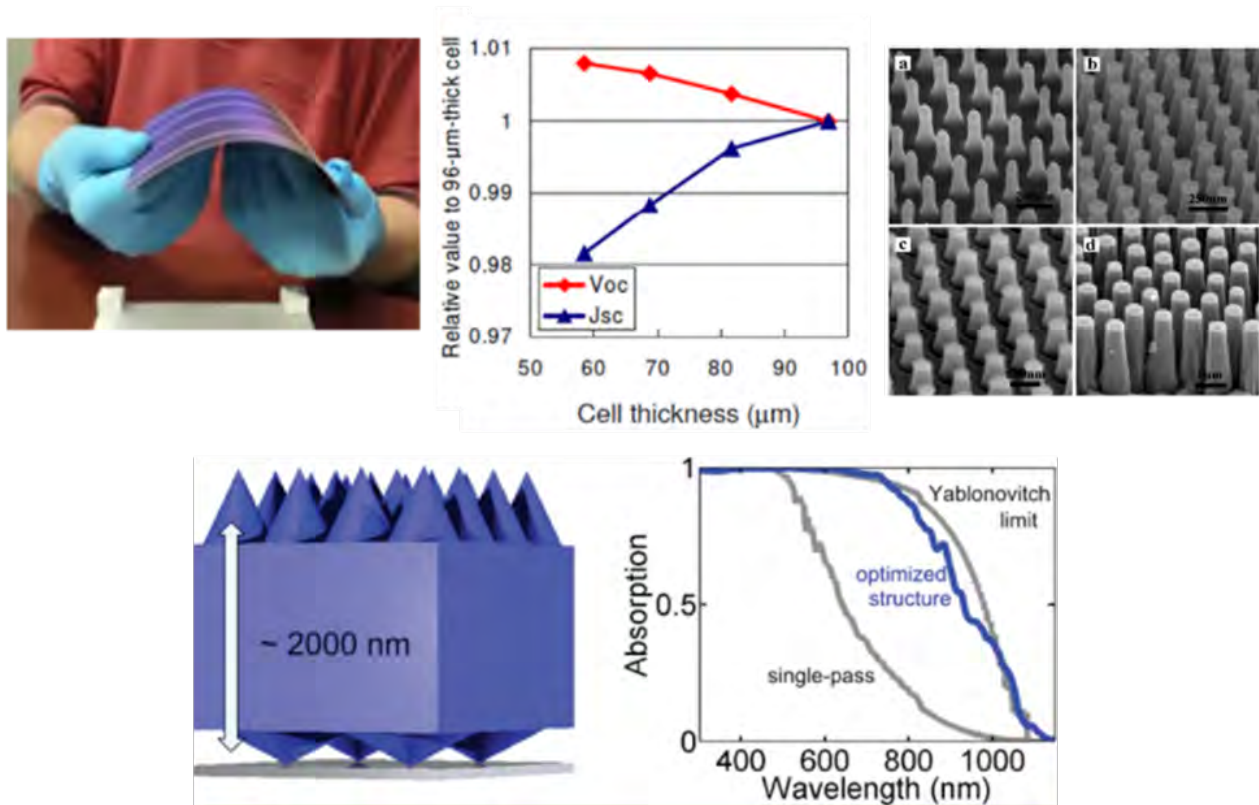 1.01
1
0.99
0.98
0.97
Relative value to 96-μm-thick cell
Voc
Jsc
50 60 70 80 90 100
Cell thickness (μm)
a
b
250nm
c
d
~ 2000 nm
1
0.5
0
Absorption
Yablonovitch
limit
optimized
structure
single-pass
400 600 800 1000
Wavelength (nm)